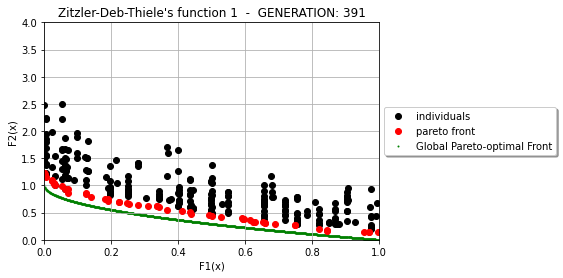 Zitzler-Deb-Thiele's function 1 - GENERATION: 391
4.0
3.5
3.0
2.5
2.0
1.5
1.0
0.5
0.0
F2(x)
0.0 0.2 0.4 0.6 0.8 1.0
F1(x)
individuals
pareto front
Global Pareto-optimal Front